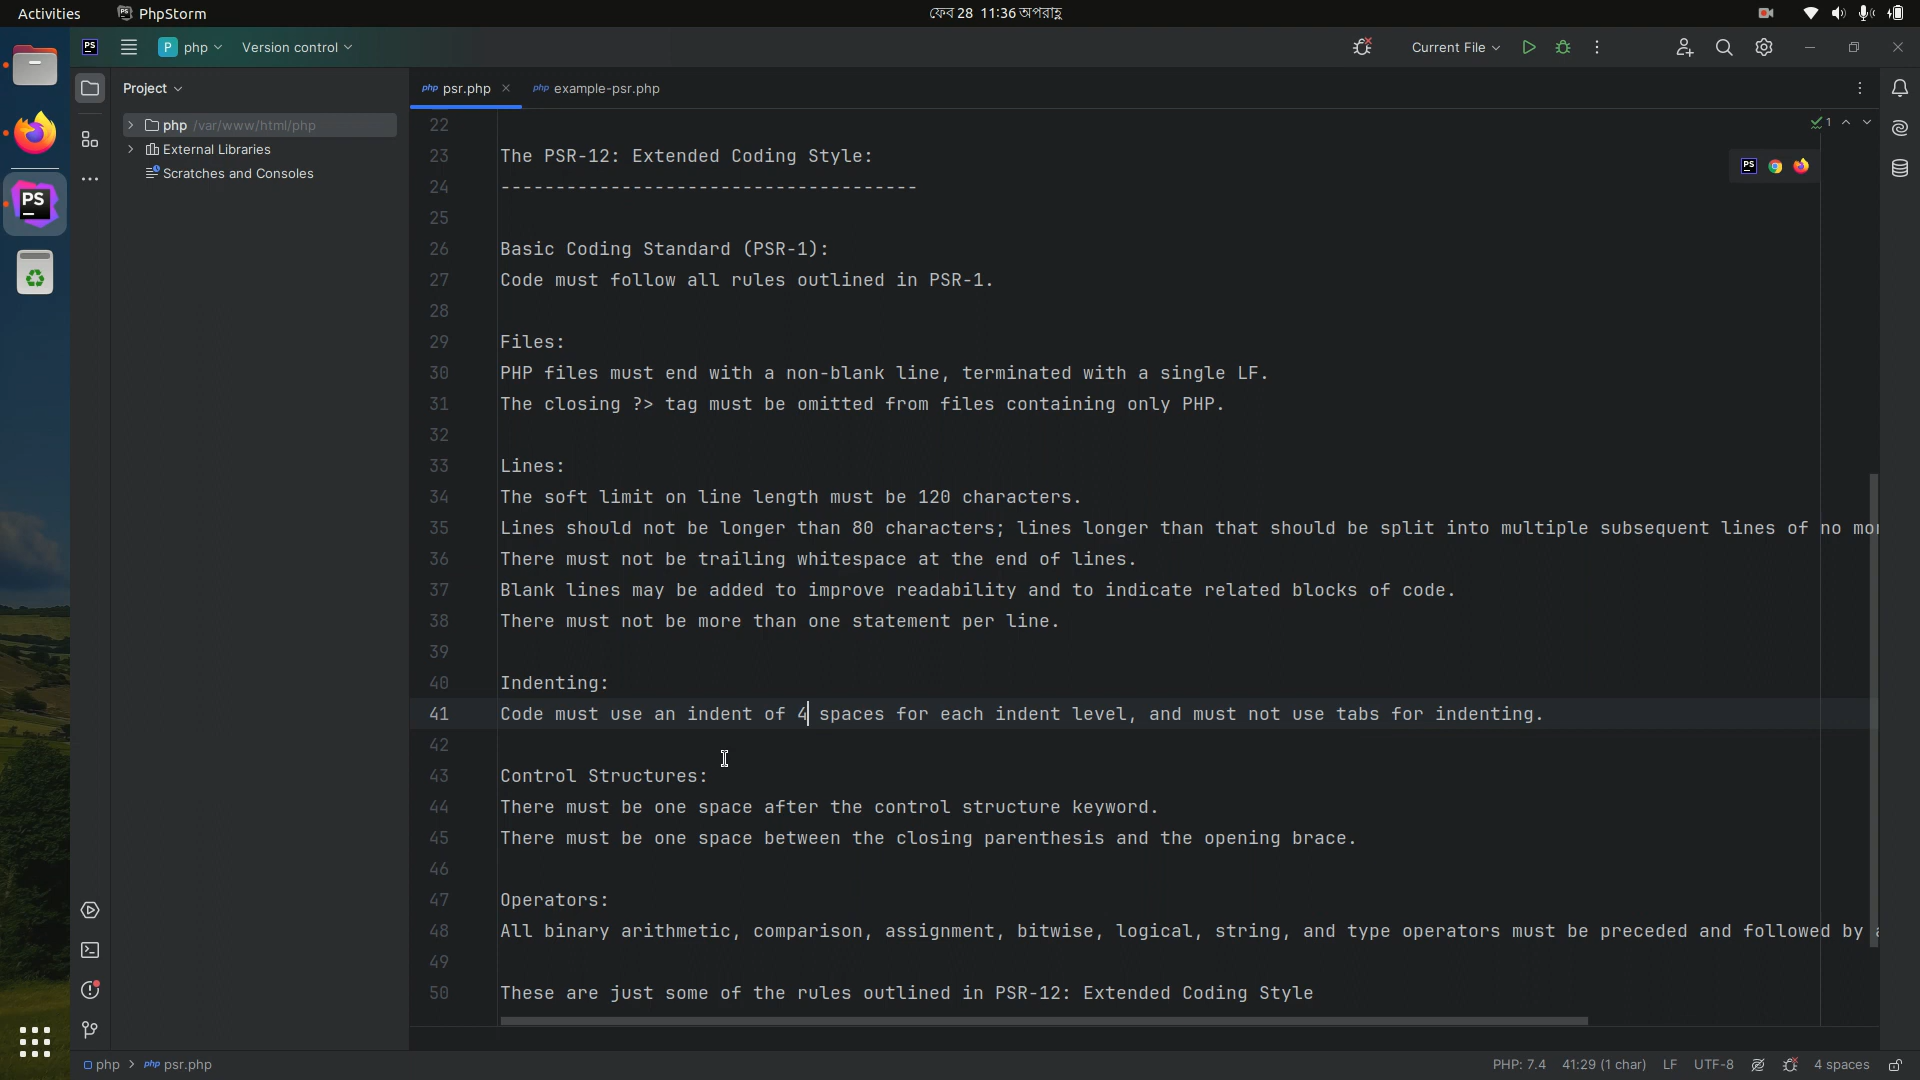 Activities
PhpStorm
ফেব 28 11:36 অপরাহ্ণ
PS
P php
Version control
Current File
Project
php psr.php
php example-psr.php
php /var/www/html/php
External Libraries
Scratches and Consoles
PS
1
PS
22
23 The PSR-12: Extended Coding Style:
24 --------------------------------------
25
26 Basic Coding Standard (PSR-1):
27 Code must follow all rules outlined in PSR-1.
28
29 Files:
30 PHP files must end with a non-blank line, terminated with a single LF.
31 The closing ?> tag must be omitted from files containing only PHP.
32
33 Lines:
34 The soft limit on line length must be 120 characters.
35 Lines should not be longer than 80 characters; lines longer than that should be split into multiple subsequent lines of no
36 There must not be trailing whitespace at the end of lines.
37 Blank lines may be added to improve readability and to indicate related blocks of code.
38 There must not be more than one statement per line.
39
40 Indenting:
41 Code must use an indent of 4 spaces for each indent level, and must not use tabs for indenting.
42
43 Control Structures:
44 There must be one space after the control structure keyword.
45 There must be one space between the closing parenthesis and the opening brace.
46
47 Operators:
48 All binary arithmetic, comparison, assignment, bitwise, logical, string, and type operators must be preceded and followed by
49
50 These are just some of the rules outlined in PSR-12: Extended Coding Style
php > php psr.php
PHP: 7.4
41:29 (1 char)
LF
UTF-8
4 spaces